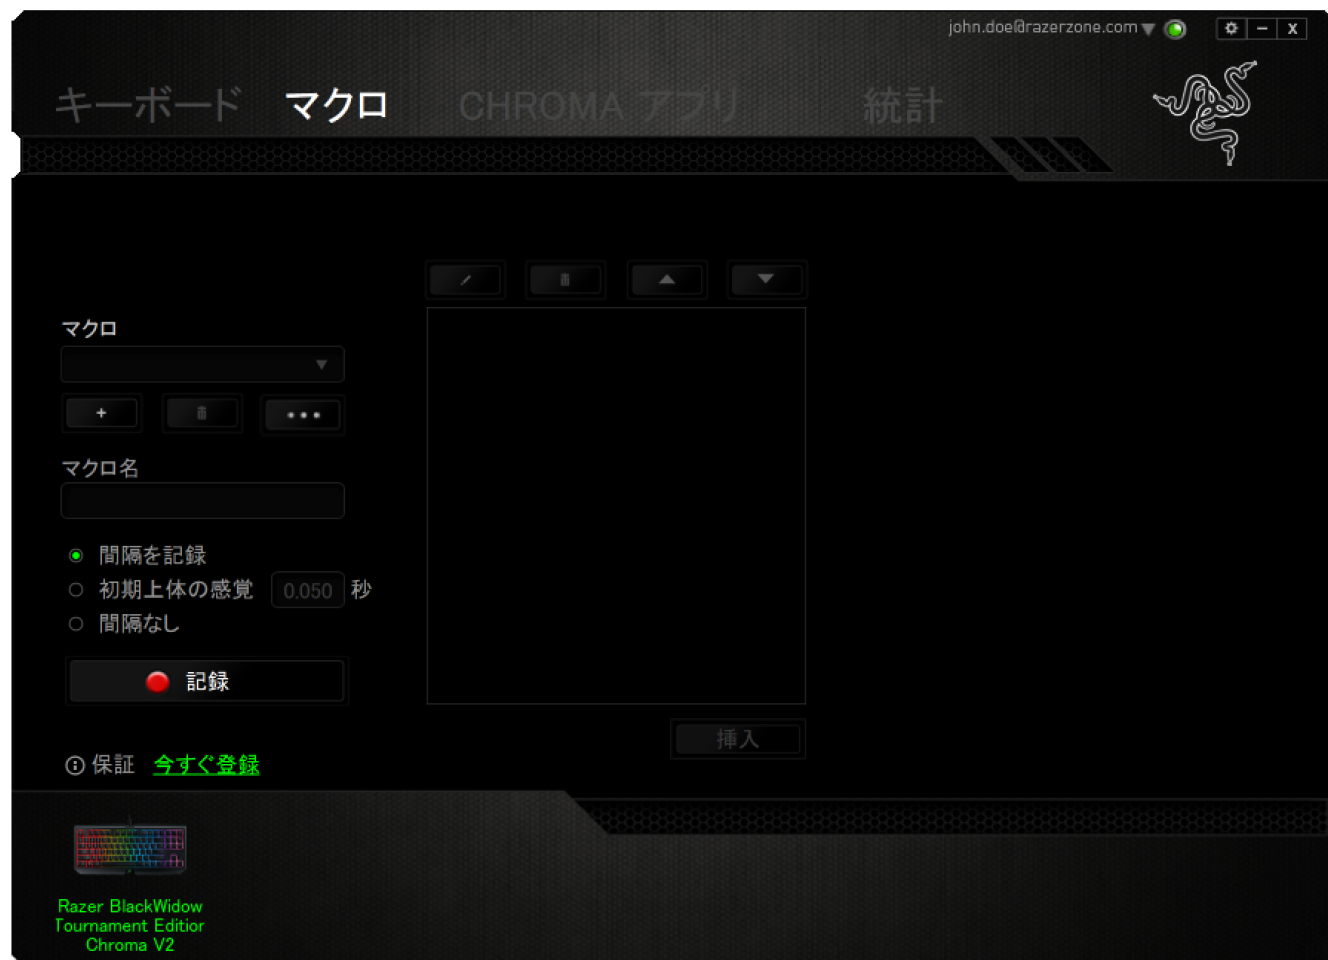 john.doe@razerzone.com
キーボード マクロ CHROMA アプリ 統計
マクロ
マクロ名
間隔を記録
初期上体の感覚 0.050 秒
間隔なし
記録
挿入
保証 今すぐ登録
Razer BlackWidow
Tournament Edition
Chroma V2